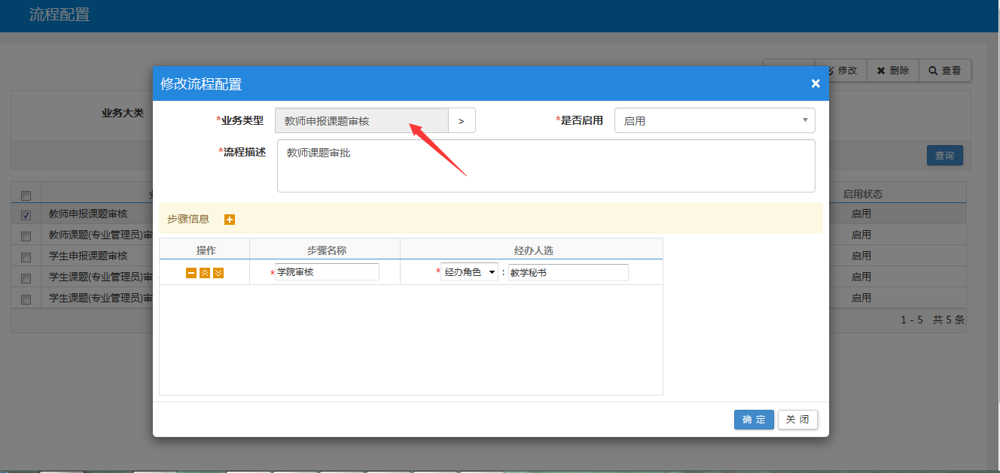 流程配置
修改 删除 查看
修改流程配置
业务大类
*业务类型 教师申报课题审核 > *是否启用 启用
*流程描述 教师课题审批
查询
步骤信息
启用状态
操作 步骤名称 经办人选
*学院审核 *经办角色 : 教学秘书
教师申报课题审核 启用
教师课题(专业管理员)审 启用
学生申报课题审核 启用
学生课题(专业管理员)审 启用
学生课题(专业管理员)审 启用
1 - 5 共 5 条
确 定 关 闭